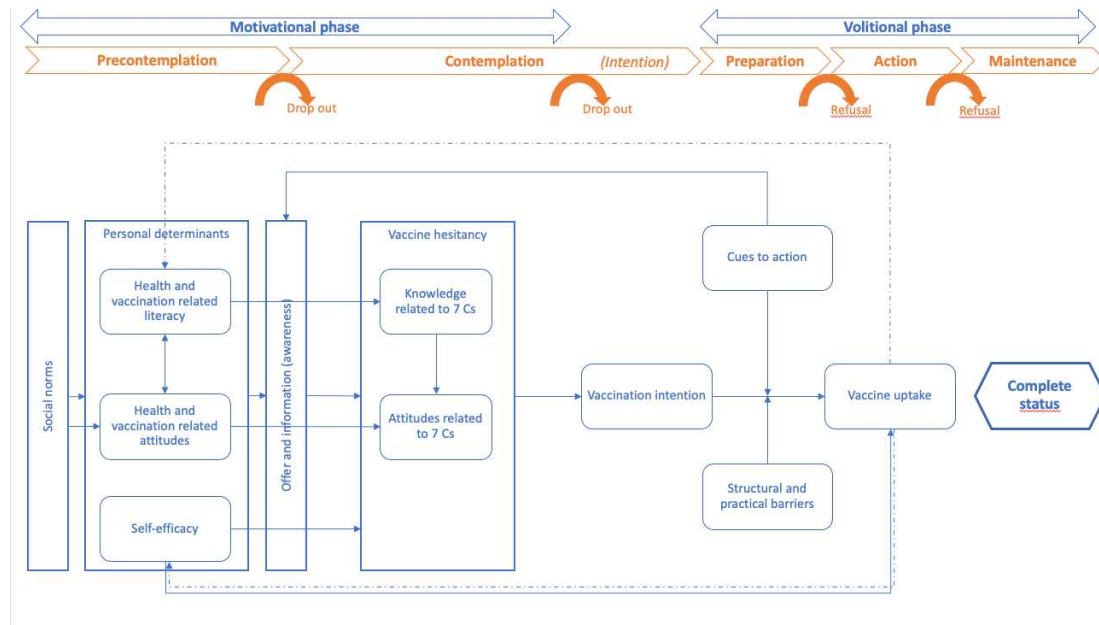 Motivational phase
Volitional phase
Precontemplation
Contemplation
(Intention)
Preparation
Action
Maintenance
Drop out
Drop out
Refusal
Refusal
Social norms
Personal determinants
Health and
vaccination related
literacy
Health and
vaccination related
attitudes
Self-efficacy
Offer and information (awareness)
Vaccine hesitancy
Knowledge
related to 7 Cs
Attitudes related
to 7 Cs
Vaccination intention
Cues to action
Structural and
practical barriers
Vaccine uptake
Complete
status